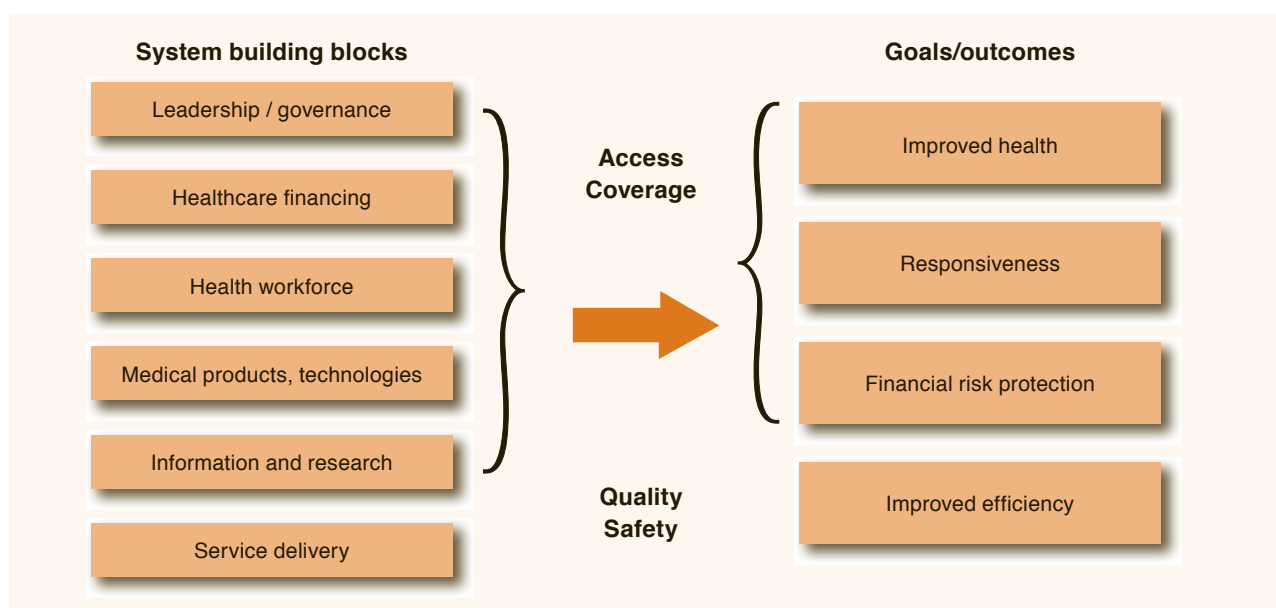 System building blocks
Leadership / governance
Healthcare financing
Health workforce
Medical products, technologies
Information and research
Service delivery
Access
Coverage
Quality
Safety
Goals/outcomes
Improved health
Responsiveness
Financial risk protection
Improved efficiency